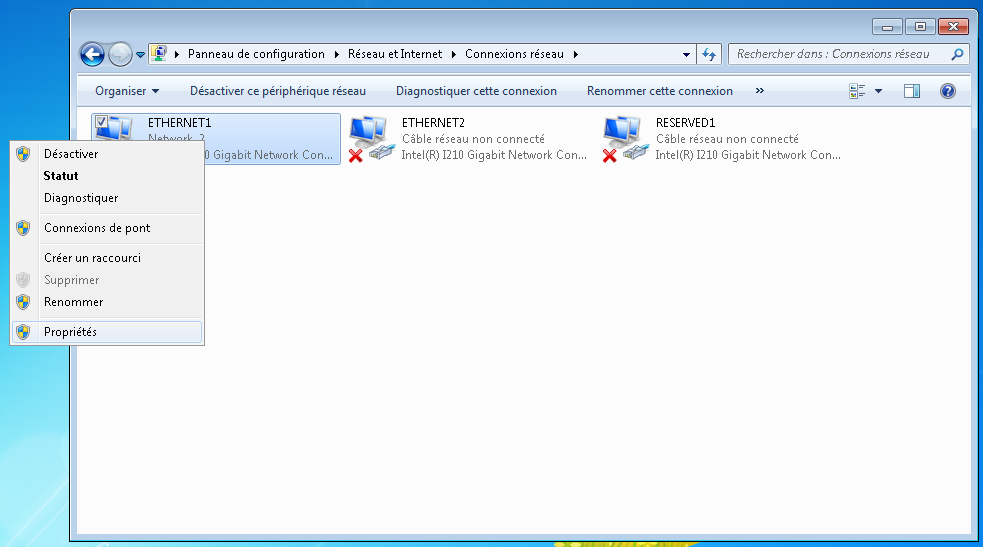 Panneau de configuration Réseau et Internet Connexions réseau Rechercher dans : Connexions réseau
Organiser Désactiver ce périphérique réseau Diagnostiquer cette connexion Renommer cette connexion »
ETHERNET1
Network 2
0 Gigabit Network Con...
ETHERNET2
Câble réseau non connecté
Intel(R) I210 Gigabit Network Con...
RESERVED1
Câble réseau non connecté
Intel(R) I210 Gigabit Network Con...
Désactiver
Statut
Diagnostiquer
Connexions de pont
Créer un raccourci
Supprimer
Renommer
Propriétés